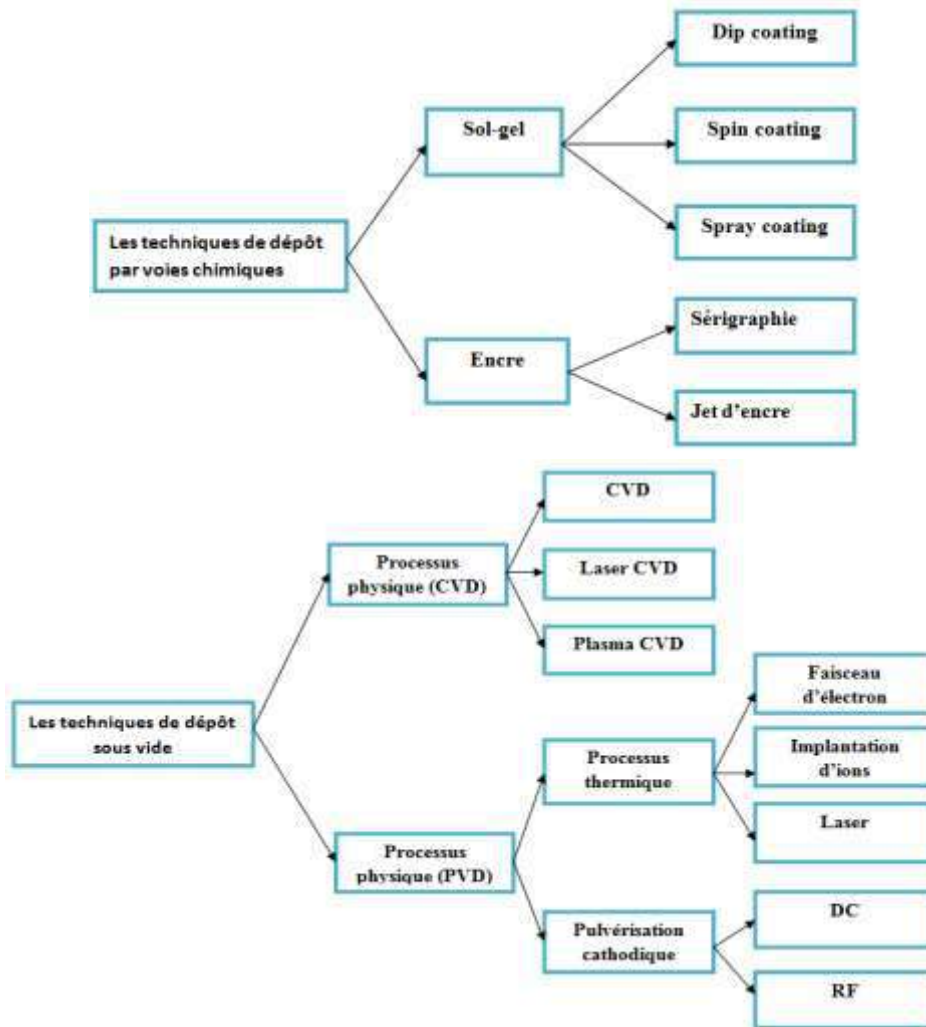 Dip coating
Sol-gel
Spin coating
Spray coating
Les techniques de dépôt
par voies chimiques
Sérigraphie
Encre
Jet d'encre
CVD
Processus
physique (CVD)
Laser CVD
Plasma CVD
Faisceau
d'électron
Les techniques de dépôt
sous vide
Processus
thermique
Implantation
d'ions
Laser
Processus
physique (PVD)
DC
Pulvérisation
cathodique
RF